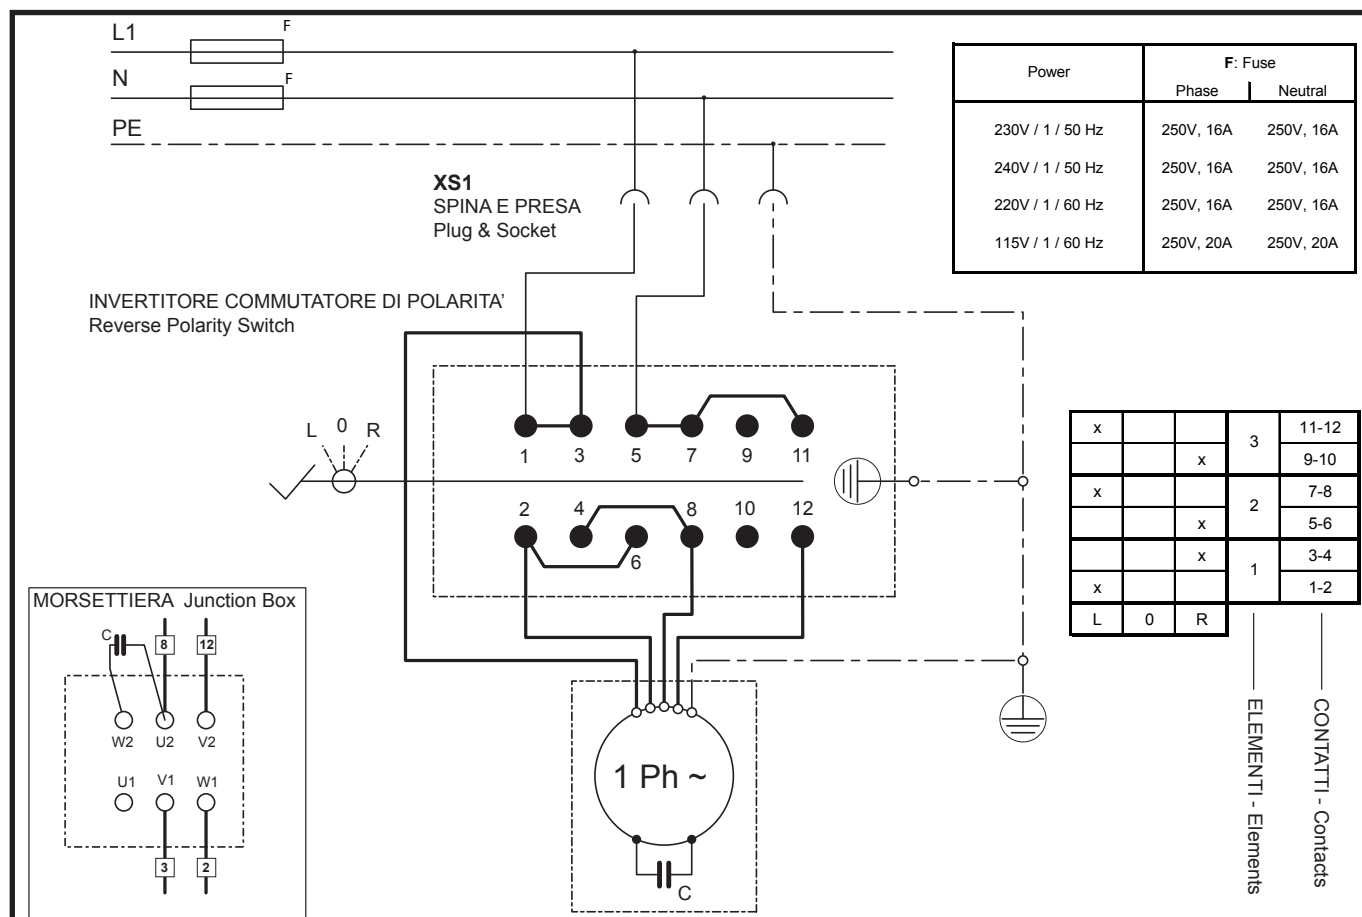 L1
F
N
F
PE
XS1
SPINA E PRESA
Plug & Socket
Power
F: Fuse
Phase Neutral
230V / 1 / 50 Hz 250V, 16A 250V, 16A
240V / 1 / 50 Hz 250V, 16A 250V, 16A
220V / 1 / 60 Hz 250V, 16A 250V, 16A
115V / 1 / 60 Hz 250V, 20A 250V, 20A
INVERTITORE COMMUTATORE DI POLARITA'
Reverse Polarity Switch
L 0 R
1 3 5 7 9 11
2 4 8 10 12
6
x 3 11-12
x 9-10
x 2 7-8
x 5-6
x 1 3-4
x 1-2
L 0 R
ELEMENTI - Elements
CONTATTI - Contacts
MORSETTIERA Junction Box
C 8 12
W2 U2 V2
U1 V1 W1
3 2
1 Ph ~
C